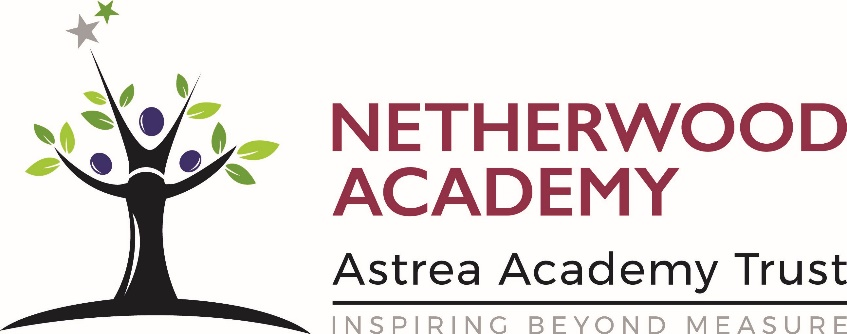 NETHERWOOD
ACADEMY
Astrea Academy Trust
INSPIRING BEYOND MEASURE